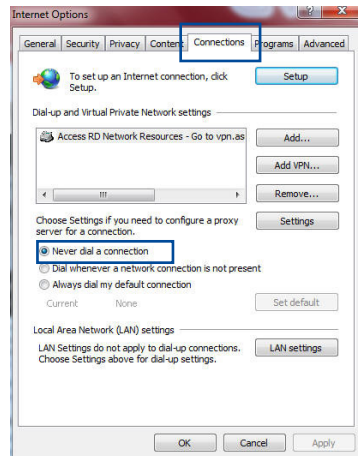 Internet Options
General Security Privacy Content Connections Programs Advanced
To set up an Internet connection, click Setup.
Setup
Dial-up and Virtual Private Network settings
Access RD Network Resources - Go to vpn.as
Add...
Add VPN...
Remove...
Choose Settings if you need to configure a proxy
server for a connection.
Settings
Never dial a connection
Dial whenever a network connection is not present
Always dial my default connection
Current None
Set default
Local Area Network (LAN) settings
LAN Settings do not apply to dial-up connections.
Choose Settings above for dial-up settings.
LAN settings
OK Cancel Apply